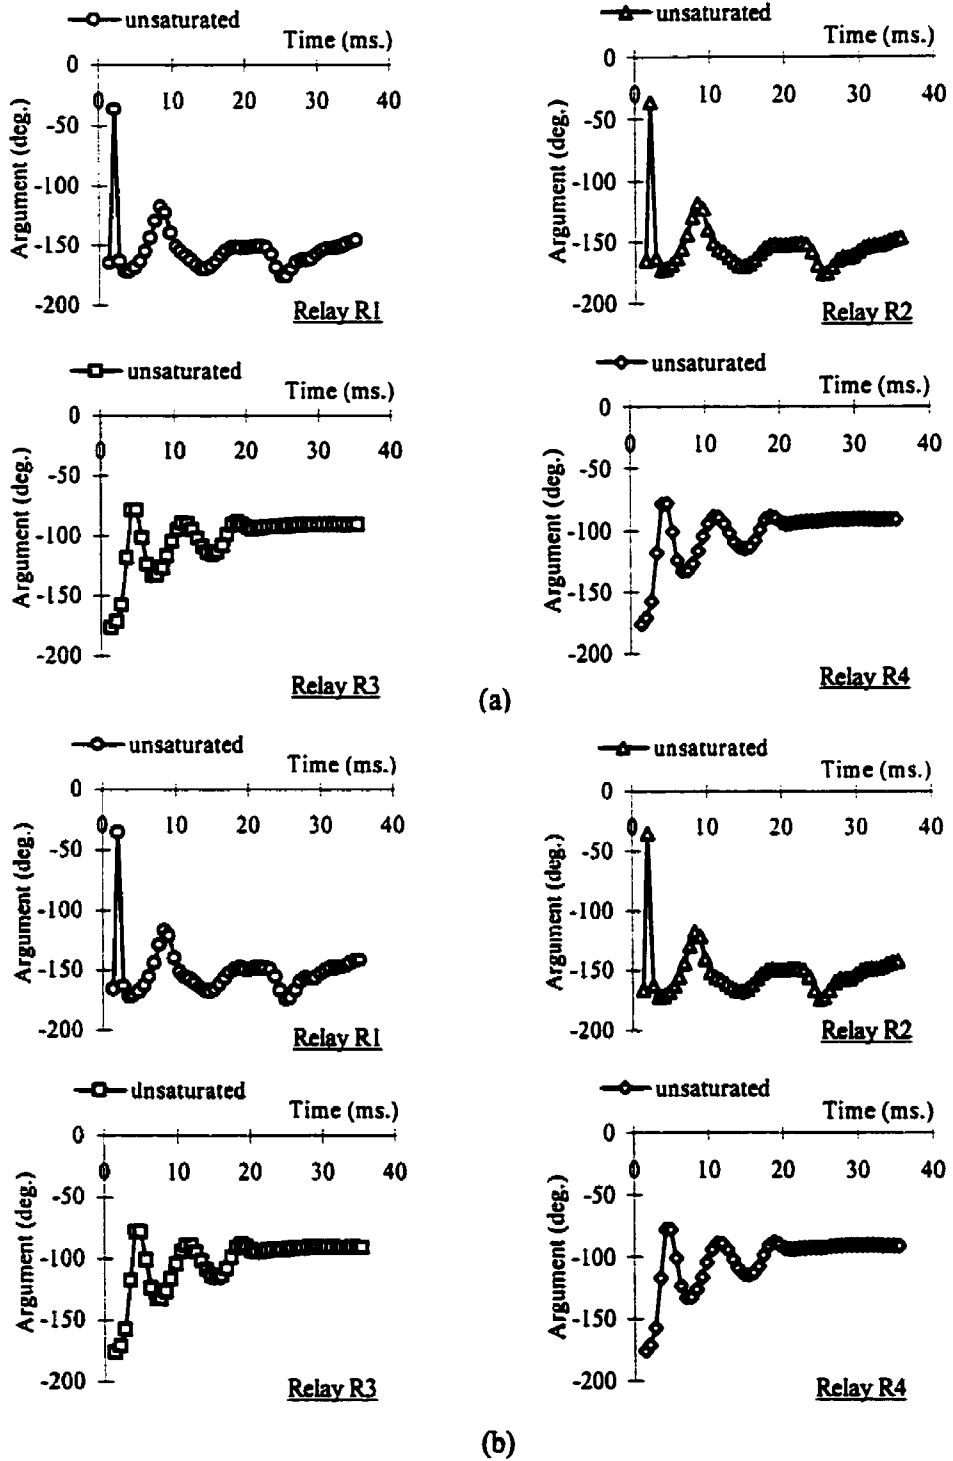 unsaturated
Time (ms.)
0
0 10 20 30 40
-50
-100
-150
-200
Argument (deg.)
Relay R1
unsaturated
Time (ms.)
0
0 10 20 30 40
-50
-100
-150
-200
Argument (deg.)
Relay R2
unsaturated
Time (ms.)
0
0 10 20 30 40
-50
-100
-150
-200
Argument (deg.)
Relay R3
unsaturated
Time (ms.)
0
0 10 20 30 40
-50
-100
-150
-200
Argument (deg.)
Relay R4
(a)
unsaturated
Time (ms.)
0
0 10 20 30 40
-50
-100
-150
-200
Argument (deg.)
Relay R1
unsaturated
Time (ms.)
0
0 10 20 30 40
-50
-100
-150
-200
Argument (deg.)
Relay R2
unsaturated
Time (ms.)
0
0 10 20 30 40
-50
-100
-150
-200
Argument (deg.)
Relay R3
unsaturated
Time (ms.)
0
0 10 20 30 40
-50
-100
-150
-200
Argument (deg.)
Relay R4
(b)